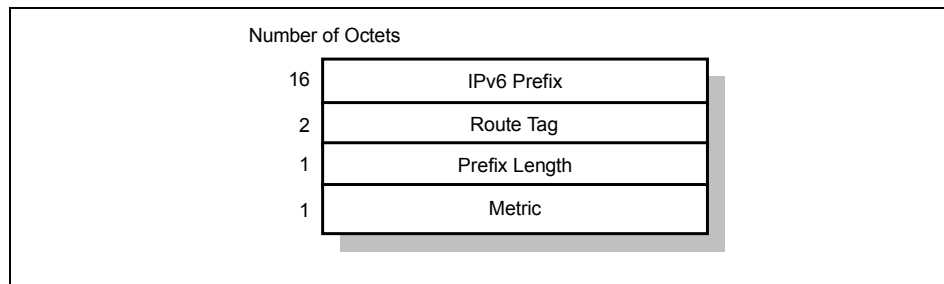 Number of Octets
16 IPv6 Prefix
2 Route Tag
1 Prefix Length
1 Metric